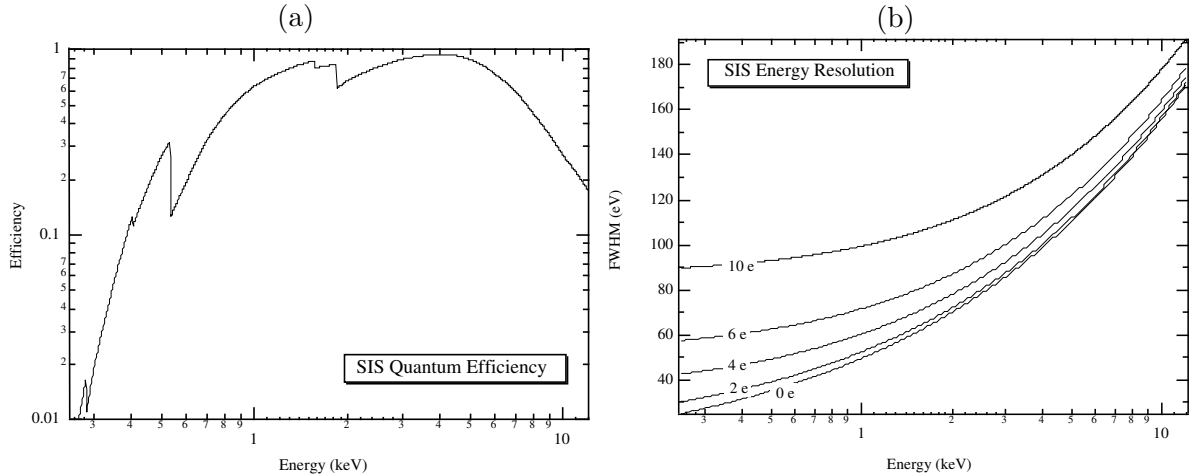 (a)
1
7
6
5
4
3
2
0.1
7
6
5
4
3
2
0.01
Efficiency
SIS Quantum Efficiency
3 4 5 6 7 8 9 2 3 4 5 6 7 8 9
1 10
Energy (keV)
(b)
180
160
140
120
100
80
60
40
FWHM (eV)
SIS Energy Resolution
10 e
6 e
4 e
2 e
0 e
3 4 5 6 7 8 9 2 3 4 5 6 7 8 9
1 10
Energy (keV)